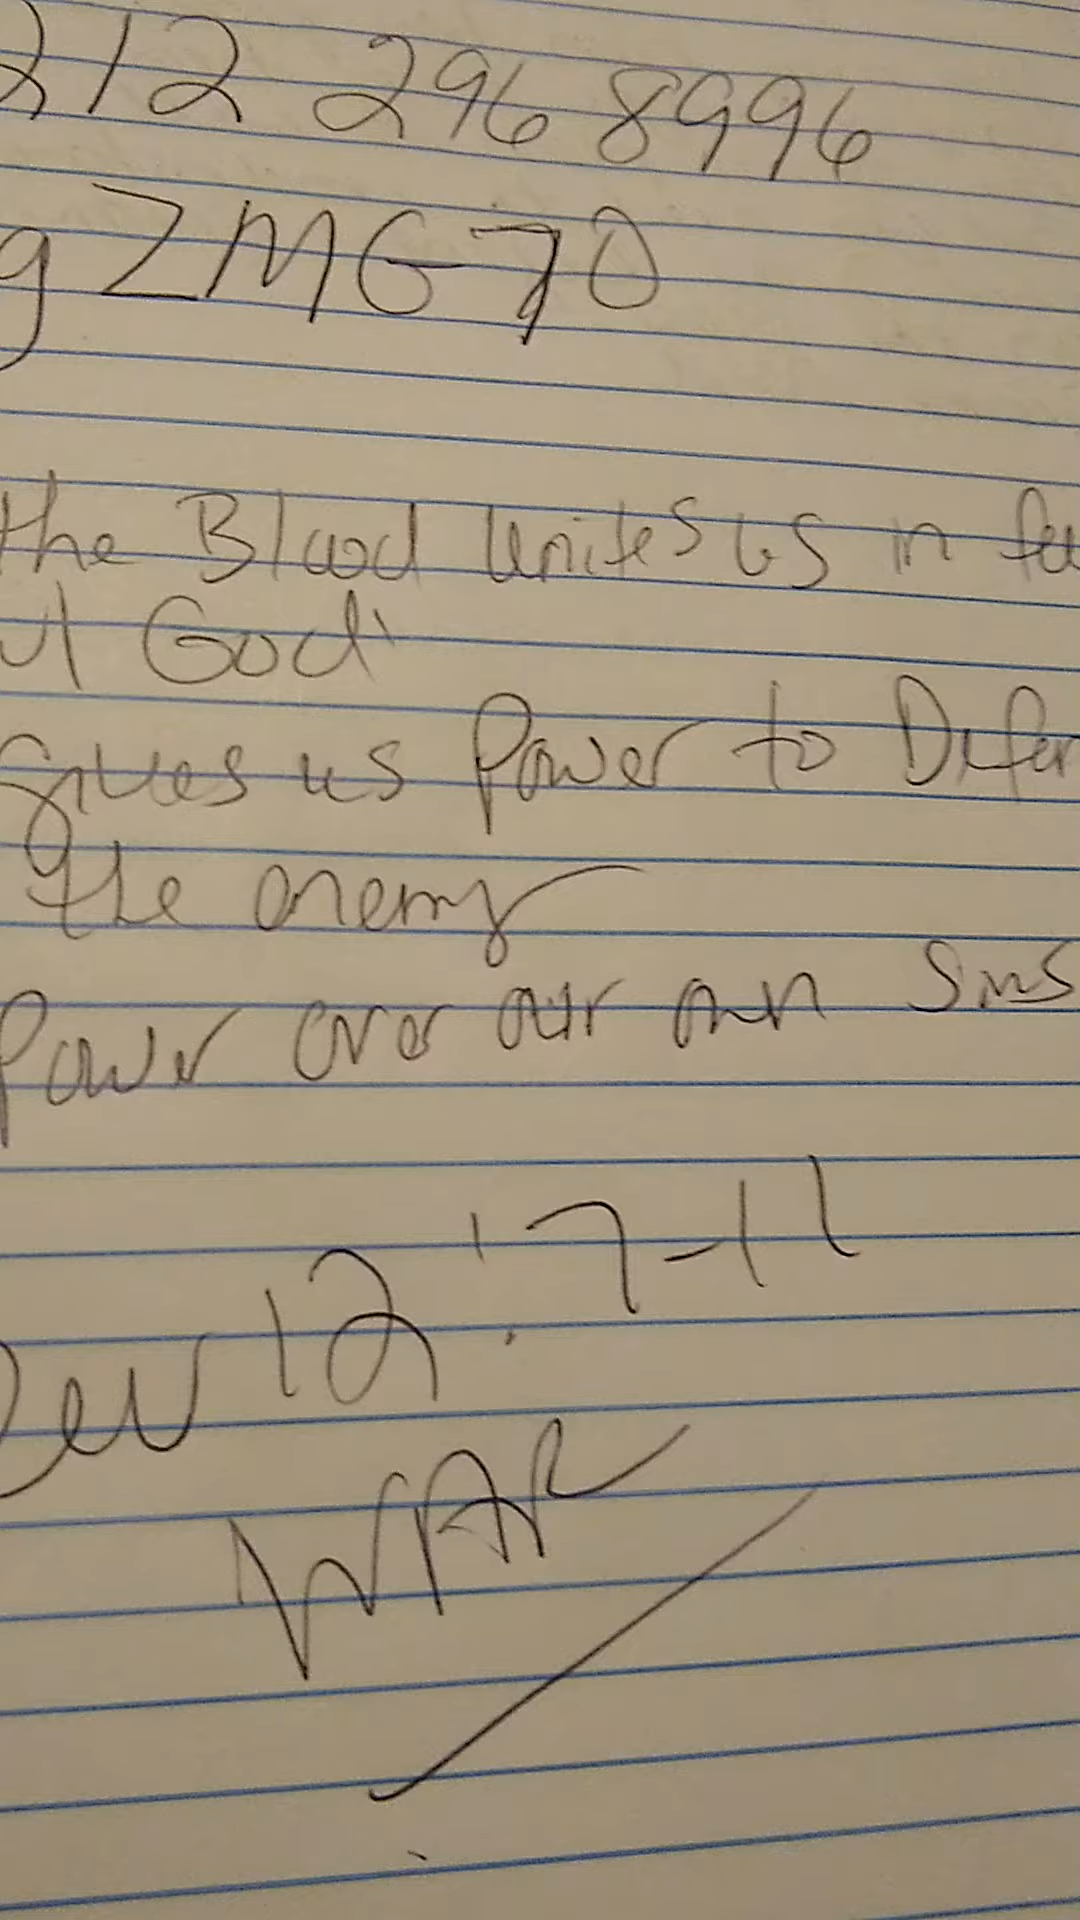 212 296 8996
gZMG70
the Blood Unites us in
God
Gives us Power to
the enemy
Power over our own Sins
Rev 12:7-11
WAR